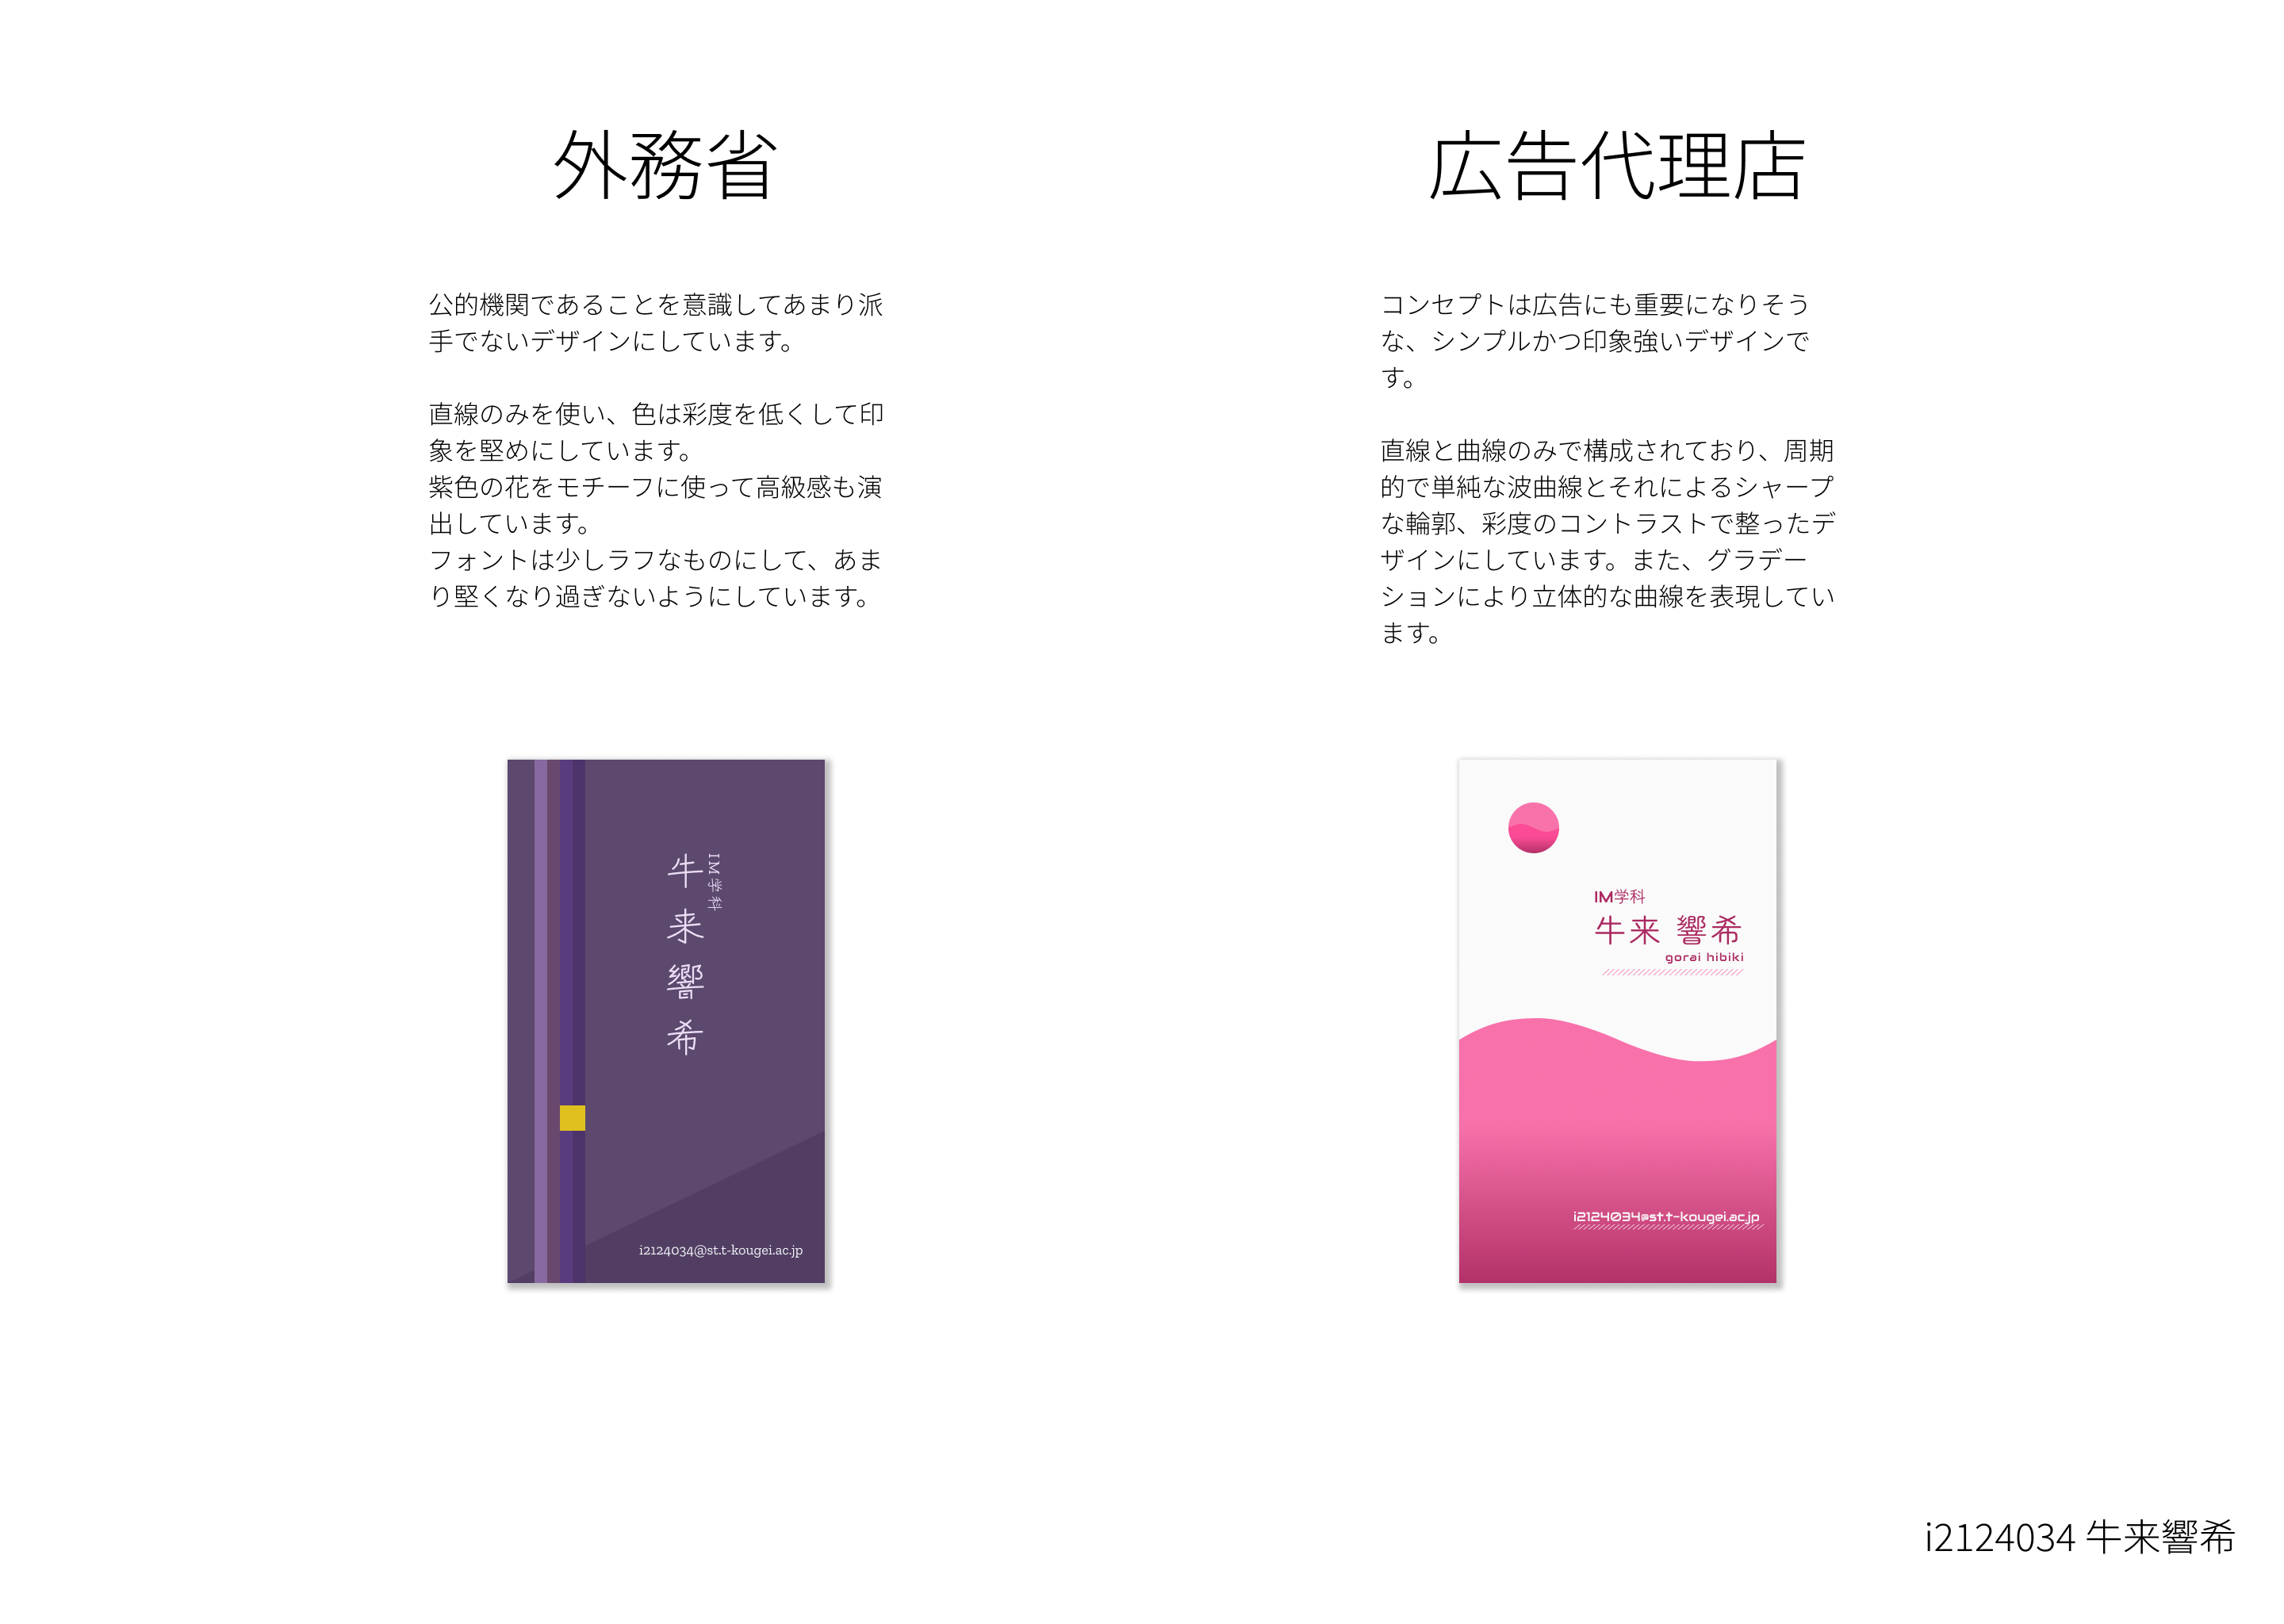 外務省
公的機関であることを意識してあまり派
手でないデザインにしています。
直線のみを使い、色は彩度を低くして印
象を堅めにしています。
紫色の花をモチーフに使って高級感も演
出しています。
フォントは少しラフなものにして、あま
り堅くなり過ぎないようにしています。
IM学科
牛来響希
i2124034@st.t-kougei.ac.jp
広告代理店
コンセプトは広告にも重要になりそう
な、シンプルかつ印象強いデザインで
す。
直線と曲線のみで構成されており、周期
的で単純な波曲線とそれによるシャープ
な輪郭、彩度のコントラストで整ったデ
ザインにしています。また、グラデー
ションにより立体的な曲線を表現してい
ます。
IM学科
牛来 響希
gorai hibiki
i2124034@st.t-kougei.ac.jp
i2124034 牛来響希